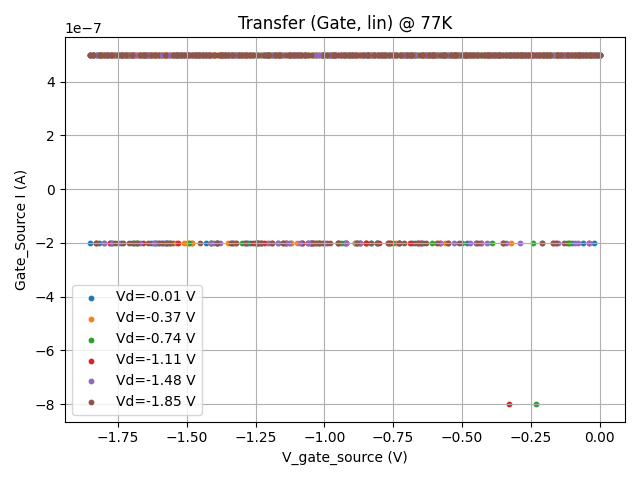 Transfer (Gate, lin) @ 77K
1e−7
Gate_Source I (A)
4
2
0
−2
−4
−6
−8
Vd=-0.01 V
Vd=-0.37 V
Vd=-0.74 V
Vd=-1.11 V
Vd=-1.48 V
Vd=-1.85 V
−1.75 −1.50 −1.25 −1.00 −0.75 −0.50 −0.25 0.00
V_gate_source (V)